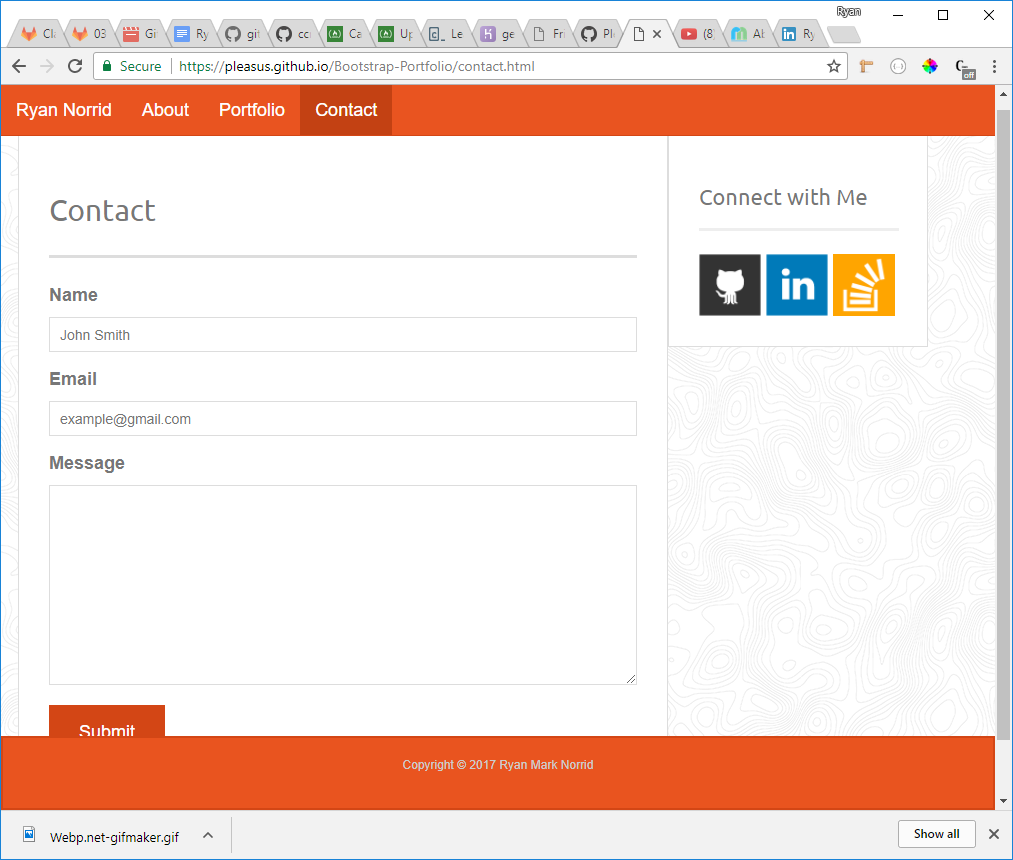 Ryan
Cl
03
Gi
Ry
git
cc
Ca
Up
Le
ge
Fr
Pl
(8
Al
Ry
Secure
https://pleasus.github.io/Bootstrap-Portfolio/contact.html
off
Ryan Norrid About Portfolio Contact
Contact
Name
John Smith
Email
example@gmail.com
Message
Submit
Connect with Me
in
Copyright © 2017 Ryan Mark Norrid
Webp.net-gifmaker.gif
Show all